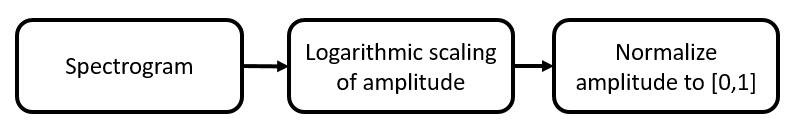 Spectrogram
Logarithmic scaling
of amplitude
Normalize
amplitude to [0,1]